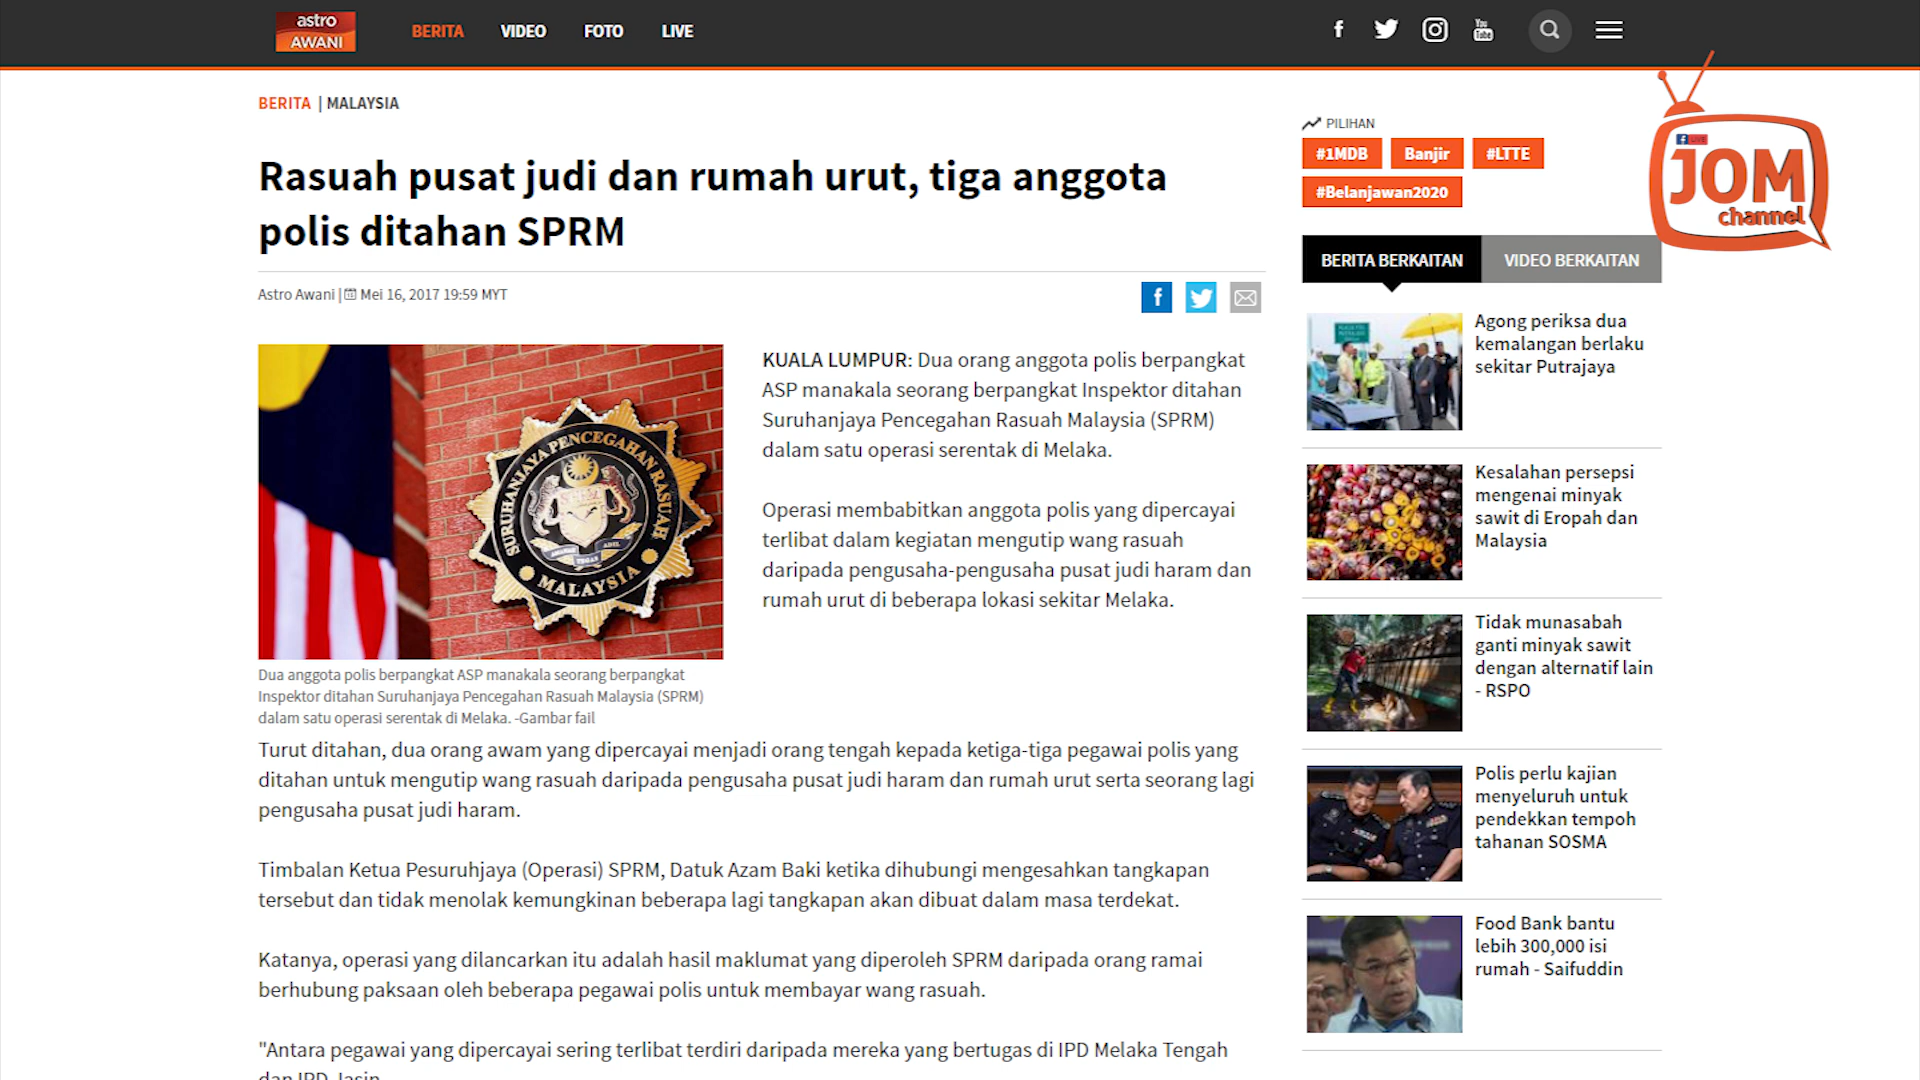 astro
AWANI
BERITA
VIDEO
FOTO
LIVE
You
Tube
BERITA | MALAYSIA
Rasuah pusat judi dan rumah urut, tiga anggota
polis ditahan SPRM
Astro Awani | Mei 16, 2017 19:59 MYT
SURUHANJAYA PENCEGAHAN RASUAH
MALAYSIA
Dua anggota polis berpangkat ASP manakala seorang berpangkat
Inspektor ditahan Suruhanjaya Pencegahan Rasuah Malaysia (SPRM)
dalam satu operasi serentak di Melaka. -Gambar fail
KUALA LUMPUR: Dua orang anggota polis berpangkat
ASP manakala seorang berpangkat Inspektor ditahan
Suruhanjaya Pencegahan Rasuah Malaysia (SPRM)
dalam satu operasi serentak di Melaka.
Operasi membabitkan anggota polis yang dipercayai
terlibat dalam kegiatan mengutip wang rasuah
daripada pengusaha-pengusaha pusat judi haram dan
rumah urut di beberapa lokasi sekitar Melaka.
Turut ditahan, dua orang awam yang dipercayai menjadi orang tengah kepada ketiga-tiga pegawai polis yang
ditahan untuk mengutip wang rasuah daripada pengusaha pusat judi haram dan rumah urut serta seorang lagi
pengusaha pusat judi haram.
Timbalan Ketua Pesuruhjaya (Operasi) SPRM, Datuk Azam Baki ketika dihubungi mengesahkan tangkapan
tersebut dan tidak menolak kemungkinan beberapa lagi tangkapan akan dibuat dalam masa terdekat.
Katanya, operasi yang dilancarkan itu adalah hasil maklumat yang diperoleh SPRM daripada orang ramai
berhubung paksaan oleh beberapa pegawai polis untuk membayar wang rasuah.
"Antara pegawai yang dipercayai sering terlibat terdiri daripada mereka yang bertugas di IPD Melaka Tengah
dan IPD Jasin
PILIHAN
#1MDB
Banjir
#LTTE
#Belanjawan2020
JOM
channel
BERITA BERKAITAN
VIDEO BERKAITAN
Agong periksa dua
kemalangan berlaku
sekitar Putrajaya
Kesalahan persepsi
mengenai minyak
sawit di Eropah dan
Malaysia
Tidak munasabah
ganti minyak sawit
dengan alternatif lain
- RSPO
Polis perlu kajian
menyeluruh untuk
pendekkan tempoh
tahanan SOSMA
Food Bank bantu
lebih 300,000 isi
rumah - Saifuddin